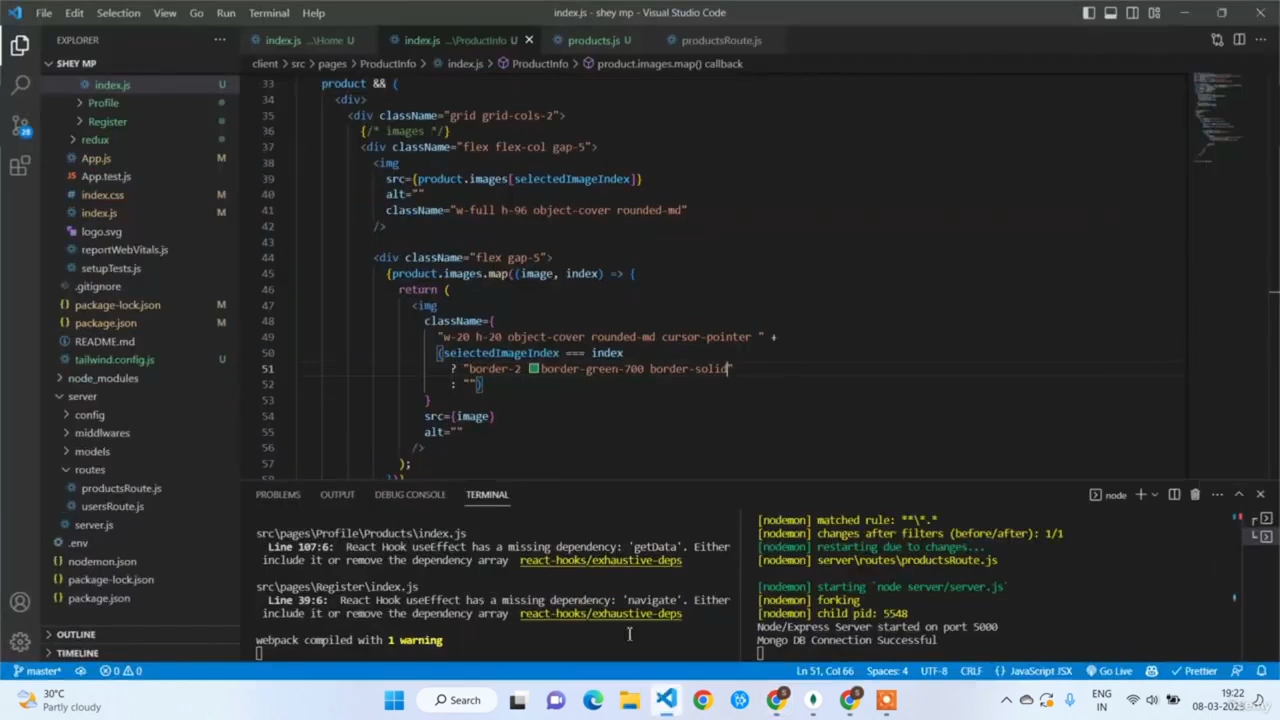 File Edit Selection View Go Run Terminal Help
index.js - shey mp - Visual Studio Code
EXPLORER
SHEY MP
index.js U
Profile
Register
redux
App.js M
App.test.js
index.css M
index.js M
logo.svg
reportWebVitals.js
setupTests.js
.gitignore
package-lock.json M
package.json M
README.md
tailwind.config.js U
node_modules
server
config
middlwares
models
routes
productsRoute.js
usersRoute.js
server.js
.env
nodemon.json
package-lock.json
package.json
OUTLINE
TIMELINE
index.js ...\Home U index.js ...\ProductInfo U products.js U productsRoute.js
client > src > pages > ProductInfo > index.js > ProductInfo > product.images.map() callback
33 product && (
34 <div>
35 <div className="grid grid-cols-2">
36 {/* images */}
37 <div className="flex flex-col gap-5">
38 <img
39 src={product.images[selectedImageIndex]}
40 alt=""
41 className="w-full h-96 object-cover rounded-md"
42 />
43
44 <div className="flex gap-5">
45 {product.images.map((image, index) => {
46 return (
47 <img
48 className={
49 "w-20 h-20 object-cover rounded-md cursor-pointer " +
50 (selectedImageIndex === index
51 ? "border-2 border-green-700 border-solid"
52 : "")
53 }
54 src={image}
55 alt=""
56 />
57 );
58 })}
PROBLEMS OUTPUT DEBUG CONSOLE TERMINAL
node
src\pages\Profile\Products\index.js
Line 107:6: React Hook useEffect has a missing dependency: 'getData'. Either
include it or remove the dependency array react-hooks/exhaustive-deps
src\pages\Register\index.js
Line 39:6: React Hook useEffect has a missing dependency: 'navigate'. Either
include it or remove the dependency array react-hooks/exhaustive-deps
webpack compiled with 1 warning
[nodemon] matched rule: **\*.*
[nodemon] changes after filters (before/after): 1/1
[nodemon] restarting due to changes...
[nodemon] server\routes\productsRoute.js
[nodemon] starting `node server/server.js`
[nodemon] forking
[nodemon] child pid: 5548
Node/Express Server started on port 5000
Mongo DB Connection Successful
master* 0 0 Ln 51, Col 66 Spaces: 4 UTF-8 CRLF {} JavaScript JSX Go Live Prettier
30°C
Partly cloudy
Search
ENG
IN
19:22
08-03-2023